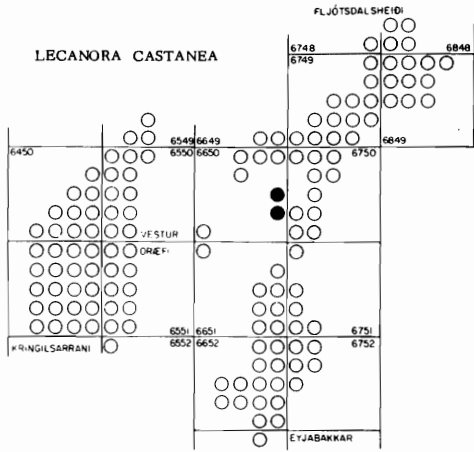 FLJÓTSDALSHEIÐI
LECANORA CASTANEA
6748 6848
6749
6549 6649
6450 6550 6650 6750 6849
VESTUR
ÖRÆFI
6551 6651 6751
KRINGILSÁRRANI 6552 6652 6752
EYJABAKKAR